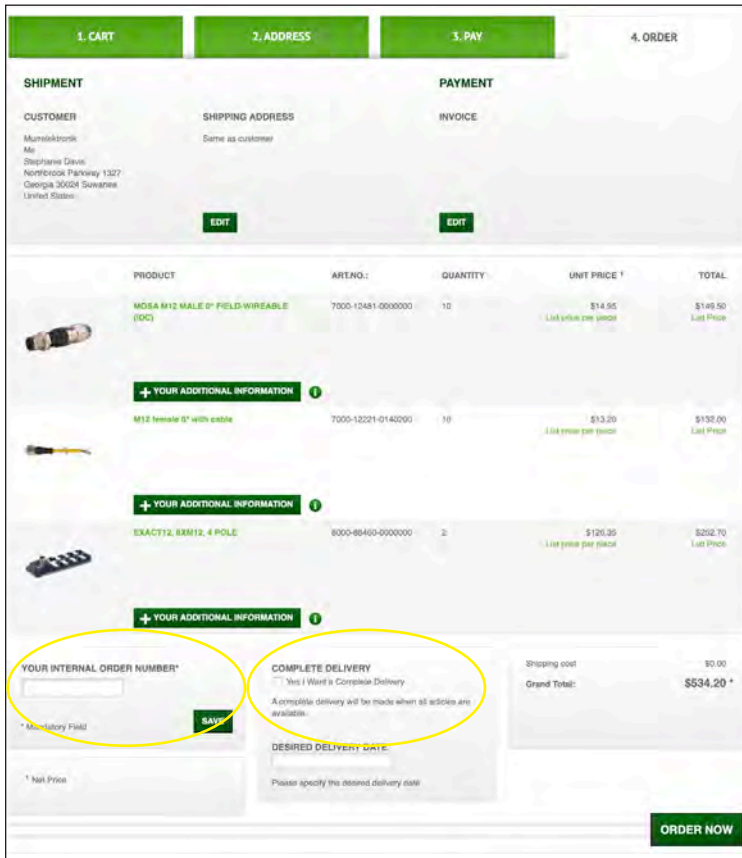 1. CART 2. ADDRESS 3. PAY 4. ORDER
SHIPMENT PAYMENT
CUSTOMER SHIPPING ADDRESS INVOICE
Murrelektronik Same as customer
Ms
Stephanie Davis
Northbrook Parkway 1327
Georgia 30024 Suwanee
United States
EDIT EDIT
PRODUCT ART.NO.: QUANTITY UNIT PRICE ¹ TOTAL
MOSA M12 MALE 0° FIELD-WIREABLE 7000-12481-0000000 10 $14.95 $149.50
(IDC) List price per piece List Price
+ YOUR ADDITIONAL INFORMATION i
M12 female 0° with cable 7000-12221-0140200 10 $13.20 $132.00
List price per piece List Price
+ YOUR ADDITIONAL INFORMATION i
EXACT12, 8XM12, 4 POLE 8000-88460-0000000 2 $126.35 $252.70
List price per piece List Price
+ YOUR ADDITIONAL INFORMATION i
YOUR INTERNAL ORDER NUMBER* COMPLETE DELIVERY Shipping cost $0.00
Yes I Want a Complete Delivery Grand Total: $534.20 *
A complete delivery will be made when all articles are
available.
* Mandatory Field SAVE
DESIRED DELIVERY DATE
¹ Net Price Please specify the desired delivery date
ORDER NOW